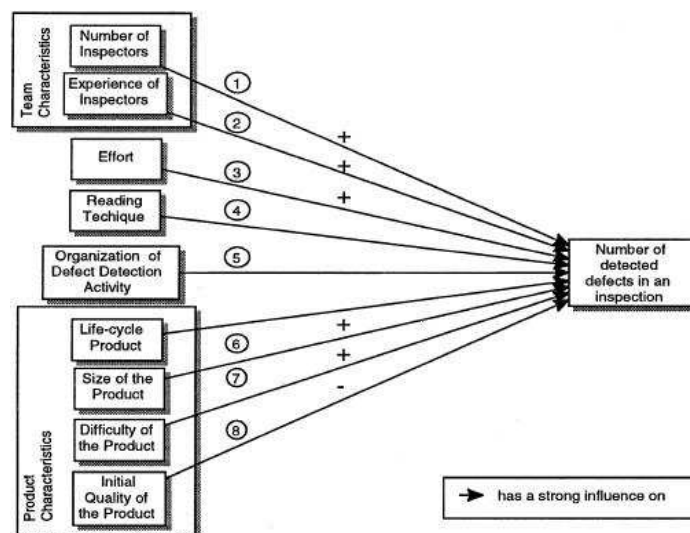 Number of
Inspectors
Experience of
Inspectors
Team
Characteristics
Effort
Reading
Techique
Organization of
Defect Detection
Activity
Life-cycle
Product
Size of the
Product
Difficulty of
the Product
Initial
Quality of
the Product
Product
Characteristics
1
2
3
4
5
6
7
8
+
+
+
+
+
-
Number of
detected
defects in an
inspection
has a strong influence on